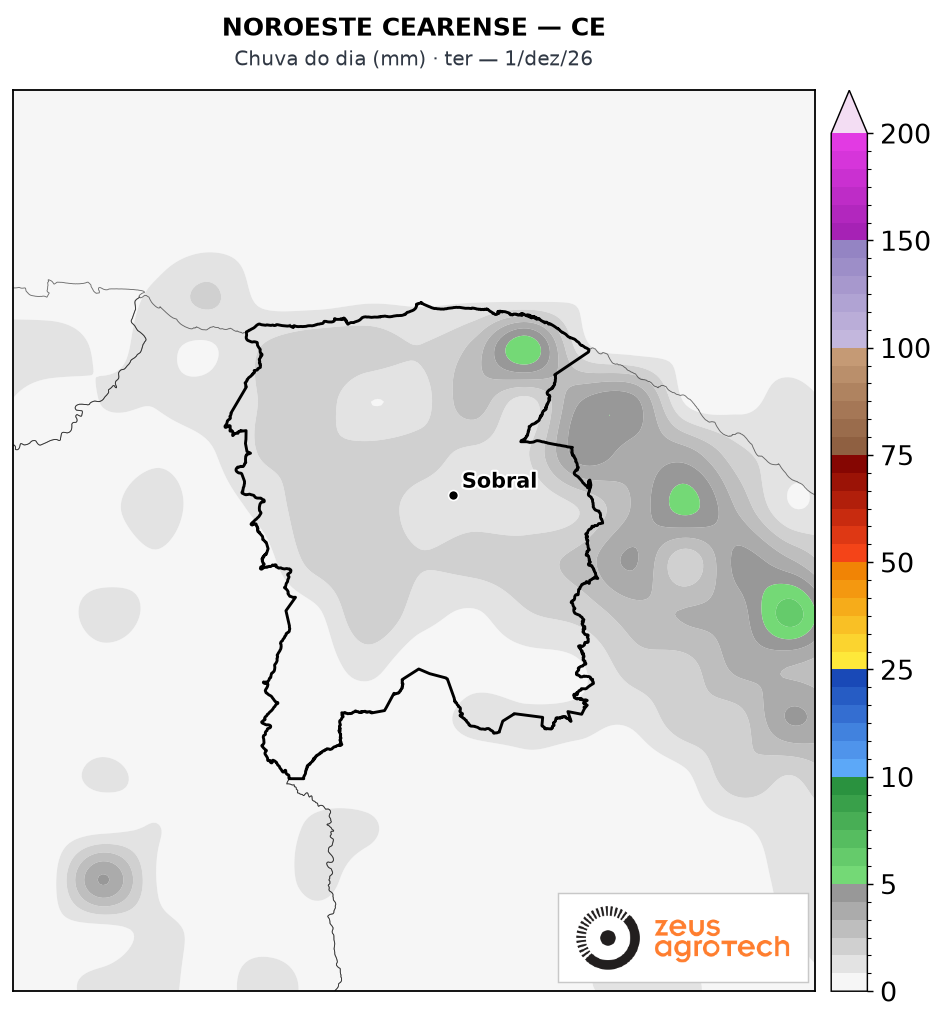 NOROESTE CEARENSE — CE
Chuva do dia (mm) · ter — 1/dez/26
200
150
100
75
50
25
10
5
0
Sobral
zeus
agrotech